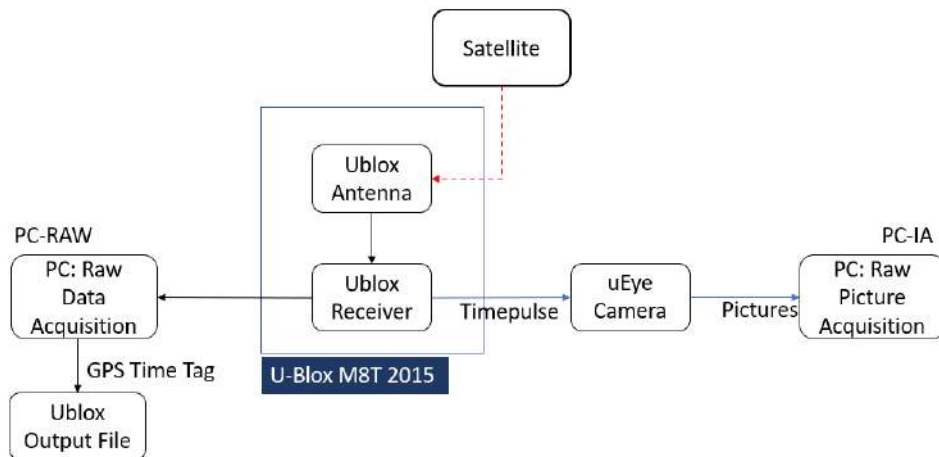 Satellite
Ublox
Antenna
PC-RAW
PC-IA
PC: Raw
Data
Acquisition
Ublox
Receiver
Timepulse
uEye
Camera
Pictures
PC: Raw
Picture
Acquisition
GPS Time Tag
U-Blox M8T 2015
Ublox
Output File